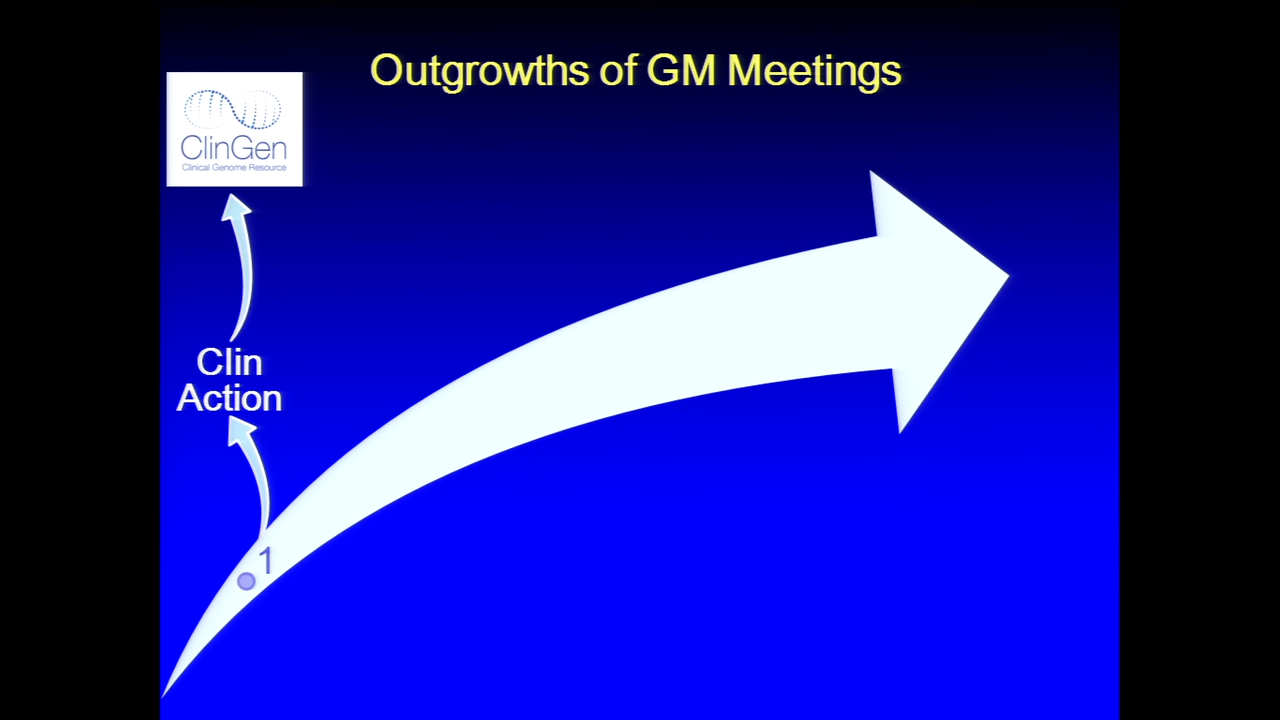 Outgrowths of GM Meetings
ClinGen
Clinical Genome Resource
Clin
Action
1